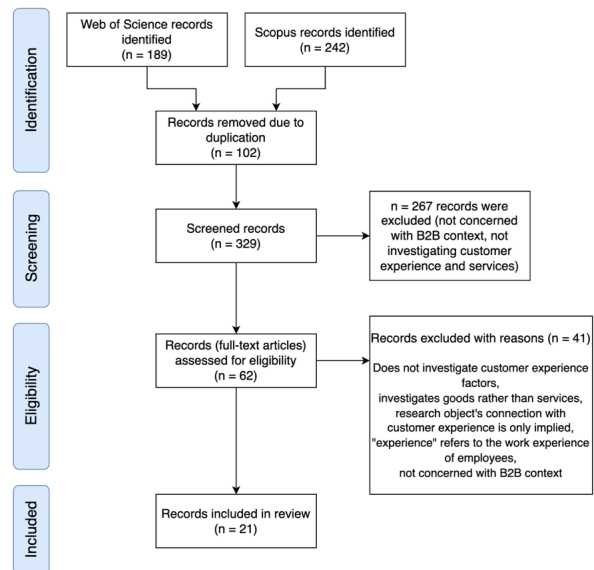 Identification
Web of Science records
identified
(n = 189)
Scopus records identified
(n = 242)
Records removed due to
duplication
(n = 102)
Screening
Screened records
(n = 329)
n = 267 records were
excluded (not concerned
with B2B context, not
investigating customer
experience and services)
Eligibility
Records (full-text articles)
assessed for eligibility
(n = 62)
Records excluded with reasons (n = 41)
Does not investigate customer experience
factors,
investigates goods rather than services,
research object's connection with
customer experience is only implied,
"experience" refers to the work experience
of employees,
not concerned with B2B context
Included
Records included in review
(n = 21)